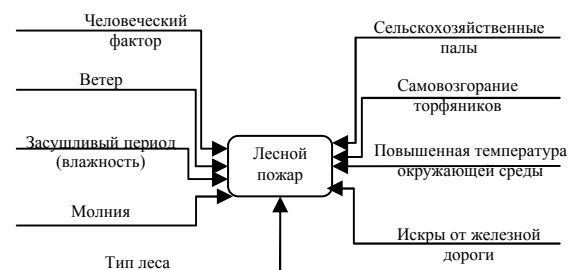 Человеческий
фактор
Ветер
Засушливый период
(влажность)
Молния
Тип леса
Лесной
пожар
Сельскохозяйственные
палы
Самовозгорание
торфяников
Повышенная температура
окружающей среды
Искры от железной
дороги